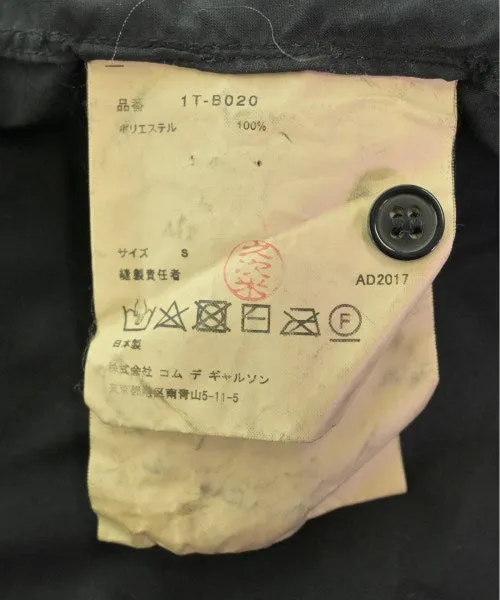 品番 1T-B020
ポリエステル 100%
サイズ S
縫製責任者
AD2017
F
日本製
株式会社 コム デ ギャルソン
東京都港区南青山5-11-5